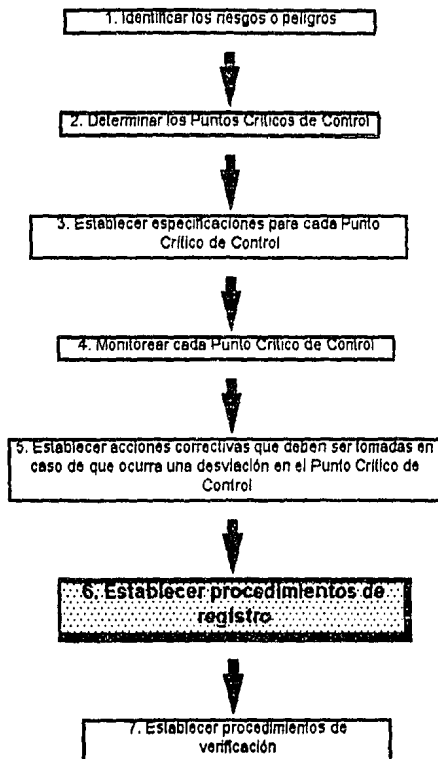 1. Identificar los riesgos o peligros
2. Determinar los Puntos Críticos de Control
3. Establecer especificaciones para cada Punto
Crítico de Control
4. Monitorear cada Punto Crítico de Control
5. Establecer acciones correctivas que deben ser tomadas en
caso de que ocurra una desviación en el Punto Crítico de
Control
6. Establecer procedimientos de
registro
7. Establecer procedimientos de
verificación